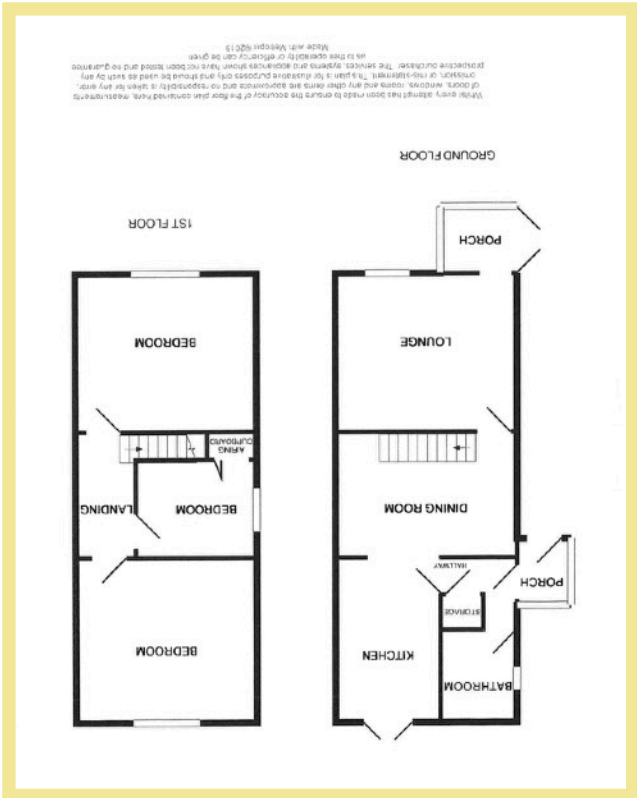 BATHROOM
KITCHEN
STORAGE
PORCH
HALLWAY
DINING ROOM
LOUNGE
PORCH
GROUND FLOOR
BEDROOM
BEDROOM
LANDING
AIRING
CUPBOARD
BEDROOM
1ST FLOOR
Whilst every attempt has been made to ensure the accuracy of the floor plan contained here, measurements
of doors, windows, rooms and any other items are approximate and no responsibility is taken for any error,
omission, or mis-statement. This plan is for illustrative purposes only and should be used as such by any
prospective purchaser. The services, systems and appliances shown have not been tested and no guarantee
as to their operability or efficiency can be given
Made with Metropix ©2019